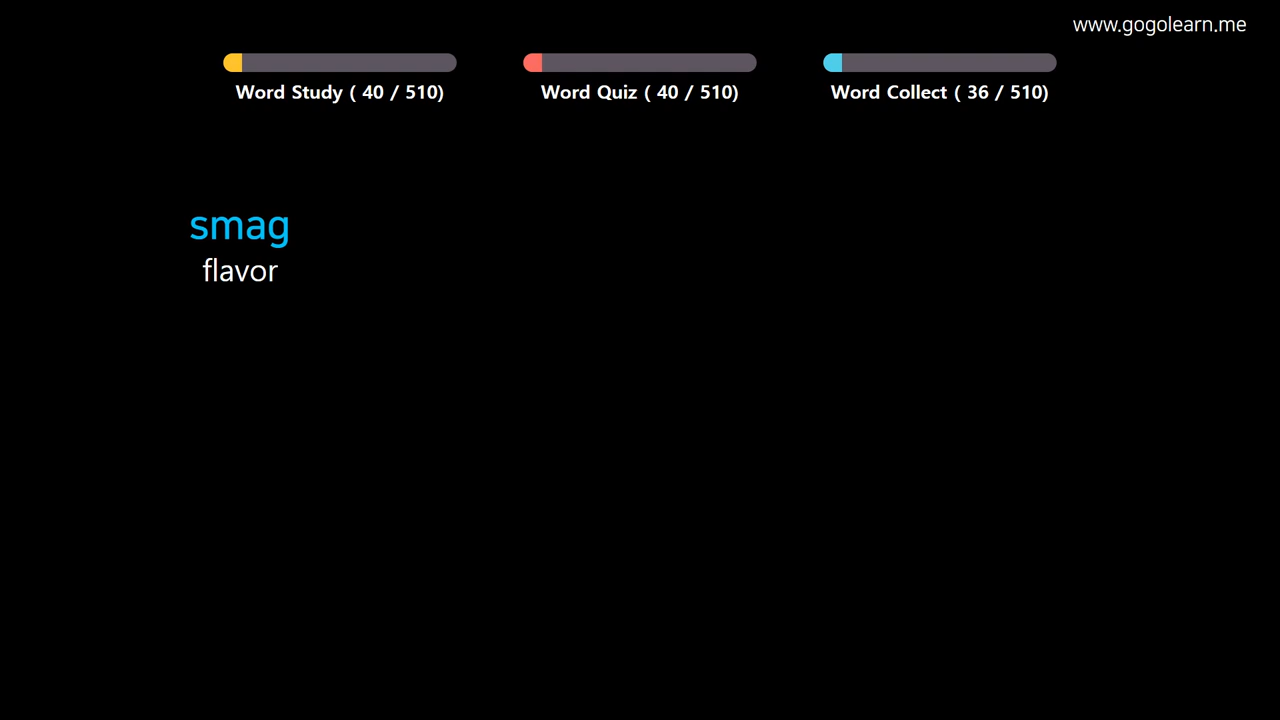 www.gogolearn.me
Word Study ( 40 / 510)
Word Quiz ( 40 / 510)
Word Collect ( 36 / 510)
smag
flavor